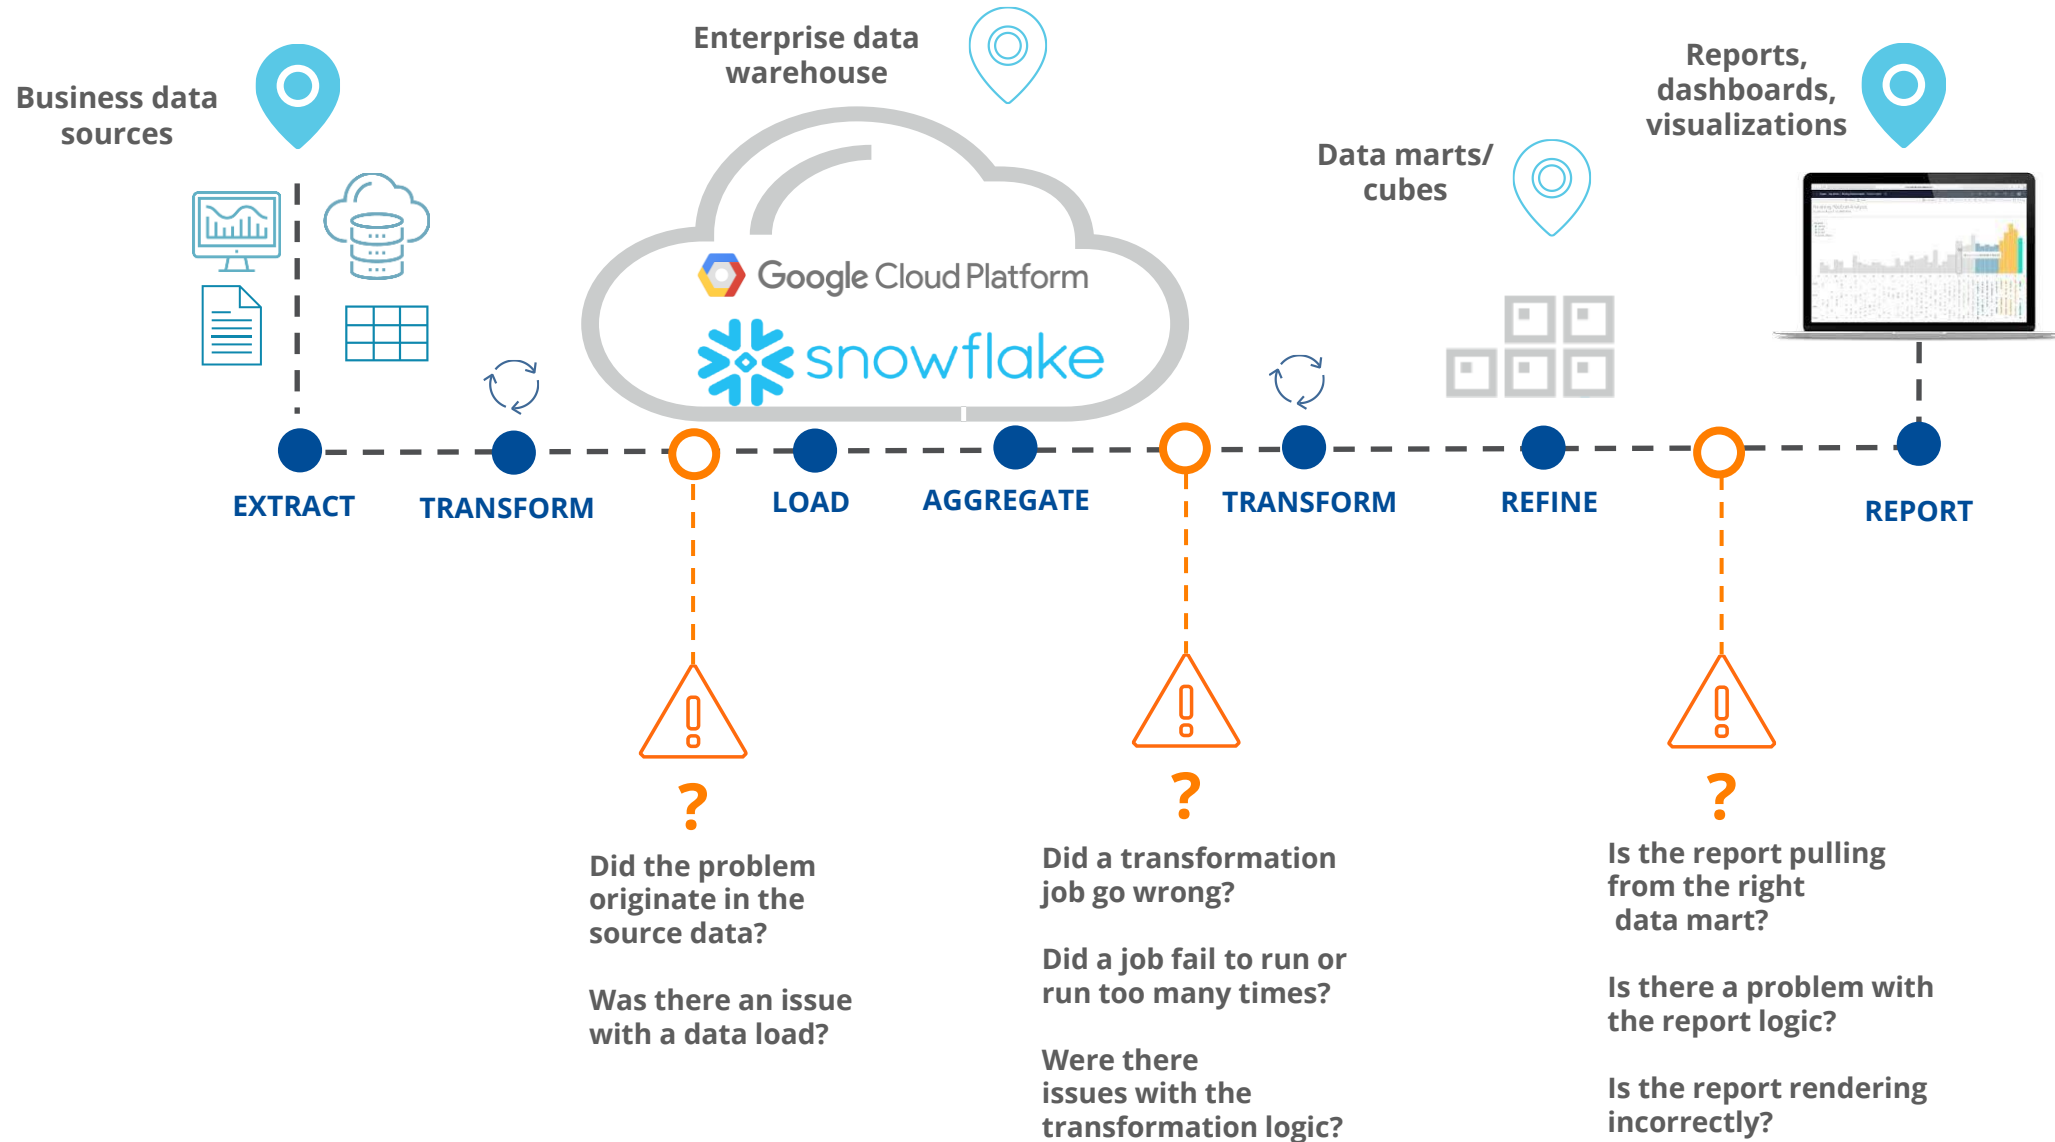 Business data
sources
Enterprise data
warehouse
Google Cloud Platform
snowflake
Data marts/
cubes
Reports,
dashboards,
visualizations
EXTRACT
TRANSFORM
LOAD
AGGREGATE
TRANSFORM
REFINE
REPORT
?
Did the problem
originate in the
source data?
Was there an issue
with a data load?
?
Did a transformation
job go wrong?
Did a job fail to run or
run too many times?
Were there
issues with the
transformation logic?
?
Is the report pulling
from the right
data mart?
Is there a problem with
the report logic?
Is the report rendering
incorrectly?